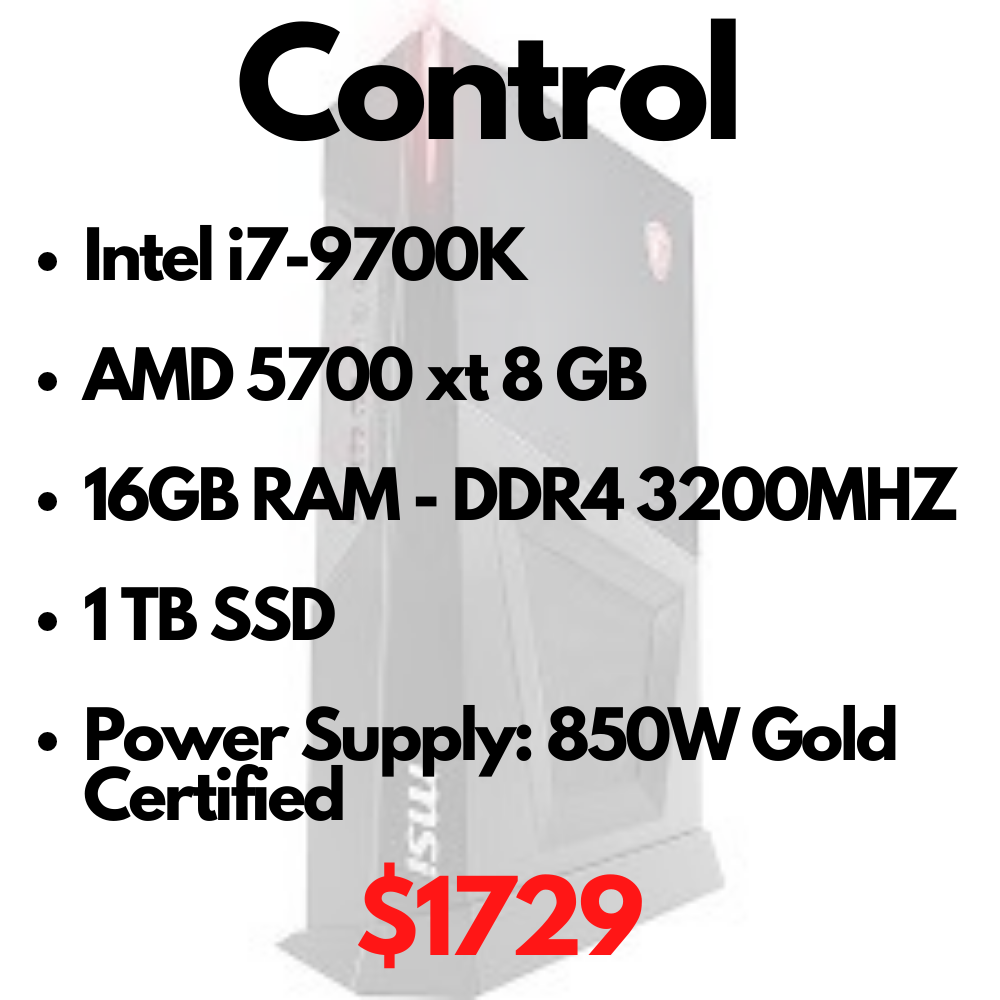 Control
• Intel i7-9700K
• AMD 5700 xt 8 GB
• 16GB RAM - DDR4 3200MHZ
• 1 TB SSD
• Power Supply: 850W Gold
Certified
msi
$1729